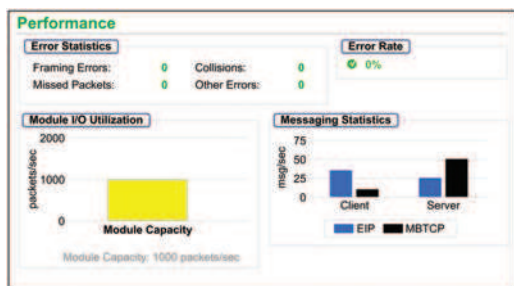 Performance
Error Statistics
Framing Errors: 0 Collisions: 0
Missed Packets: 0 Other Errors: 0
Error Rate
0%
Module I/O Utilization
packets/sec
2000
1000
0
Module Capacity
Module Capacity: 1000 packets/sec
Messaging Statistics
msg/sec
75
50
25
0
Client Server
EIP MBTCP